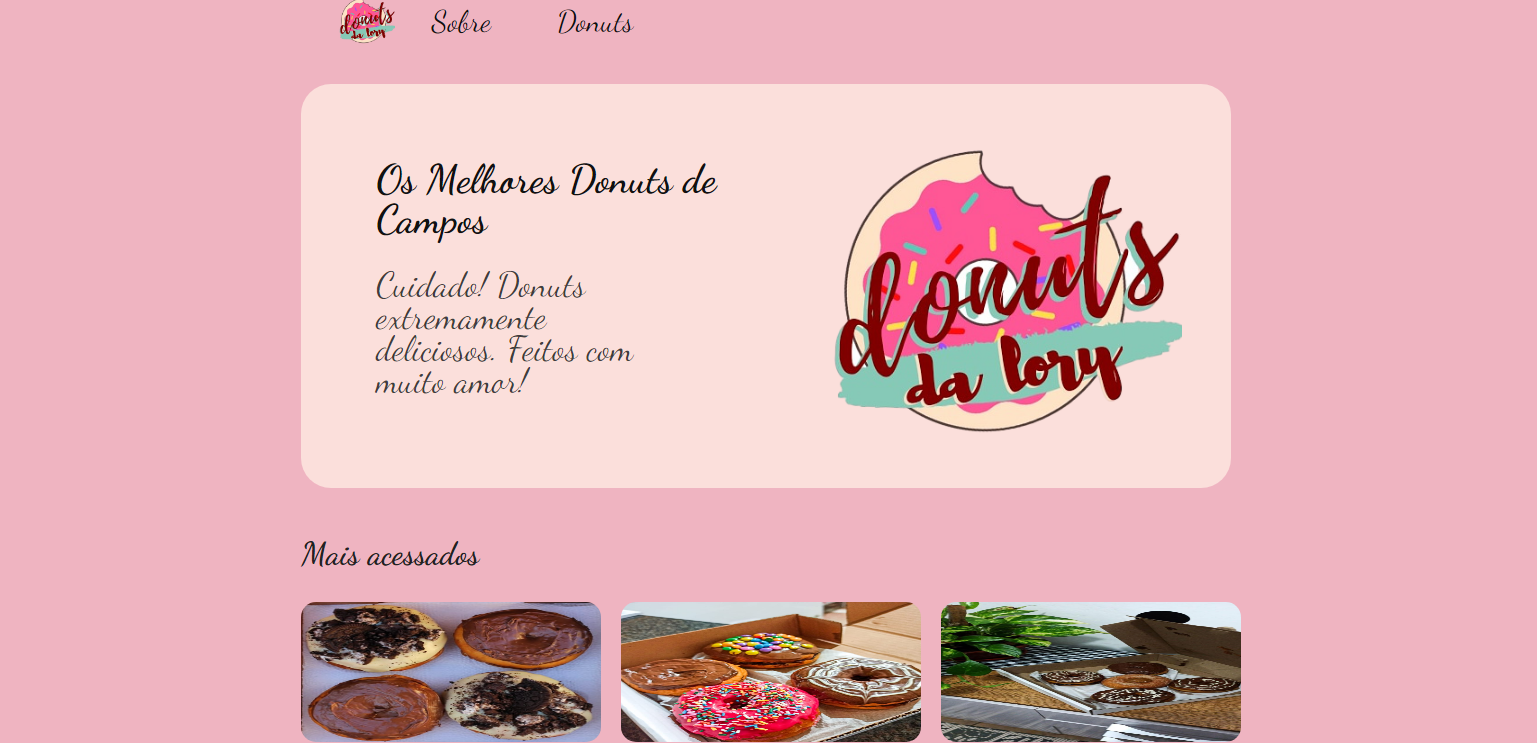 donuts
da lory
Sobre
Donuts
Os Melhores Donuts de
Campos
Cuidado! Donuts
extremamente
deliciosos. Feitos com
muito amor!
donuts
da lory
Mais acessados